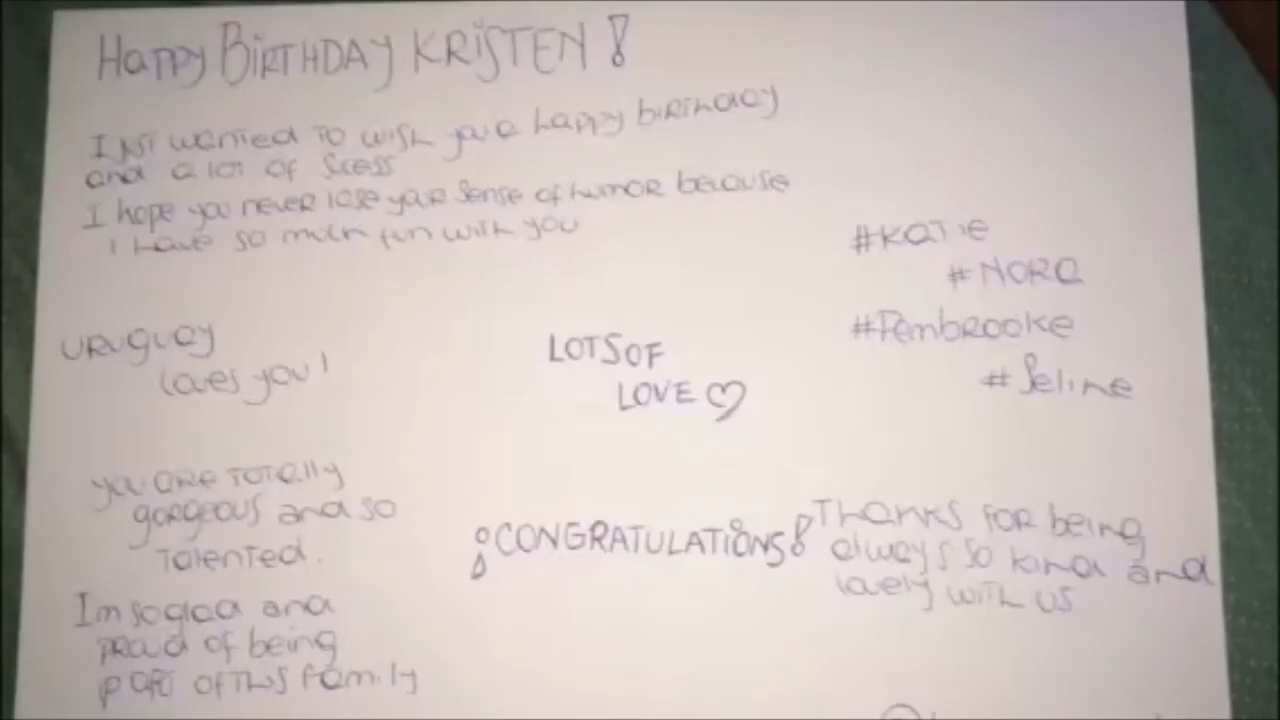 HAPPY BIRTHDAY KRISTEN!
I jst wanted to wish you a happy birthday
and a lot of sccess
I hope you never lose your sense of humor because
I have so much fun with you
#KATIE
#NORA
#Pembrooke
#Seline
URUGUAY
Loves you!
LOTS OF
LOVE ♡
you are totally
gorgeous and so
talented.
¡CONGRATULATIONS!
Thanks for being
always so kind and
lovely with us
Im so glad and
proud of being
part of this family